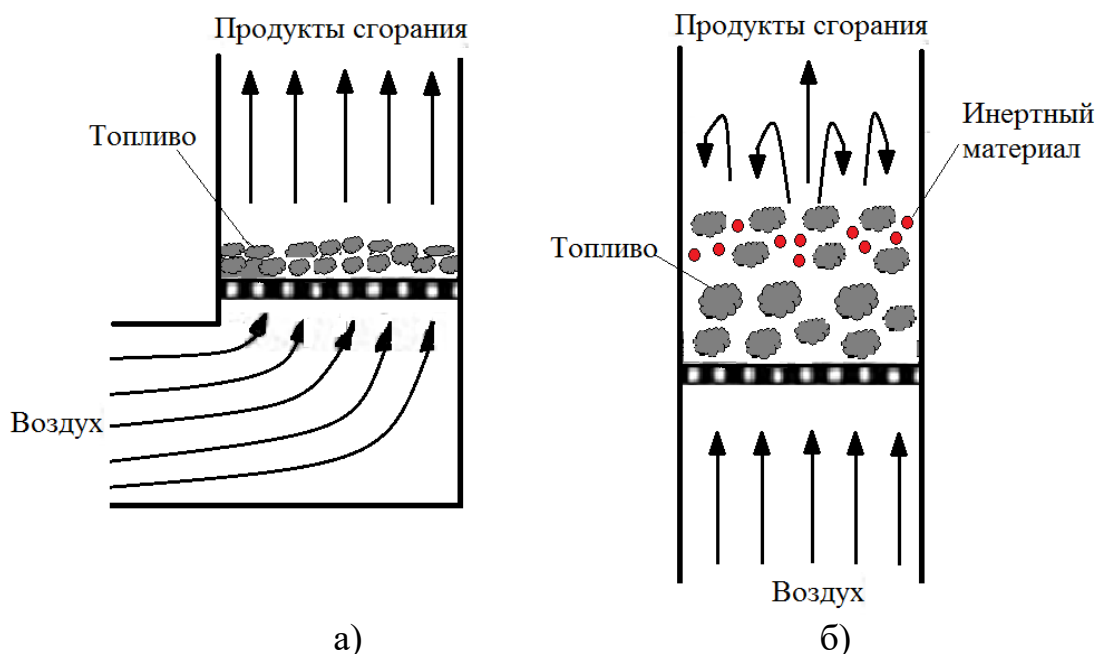 Продукты сгорания
Топливо
Воздух
а)
Продукты сгорания
Инертный
материал
Топливо
Воздух
б)